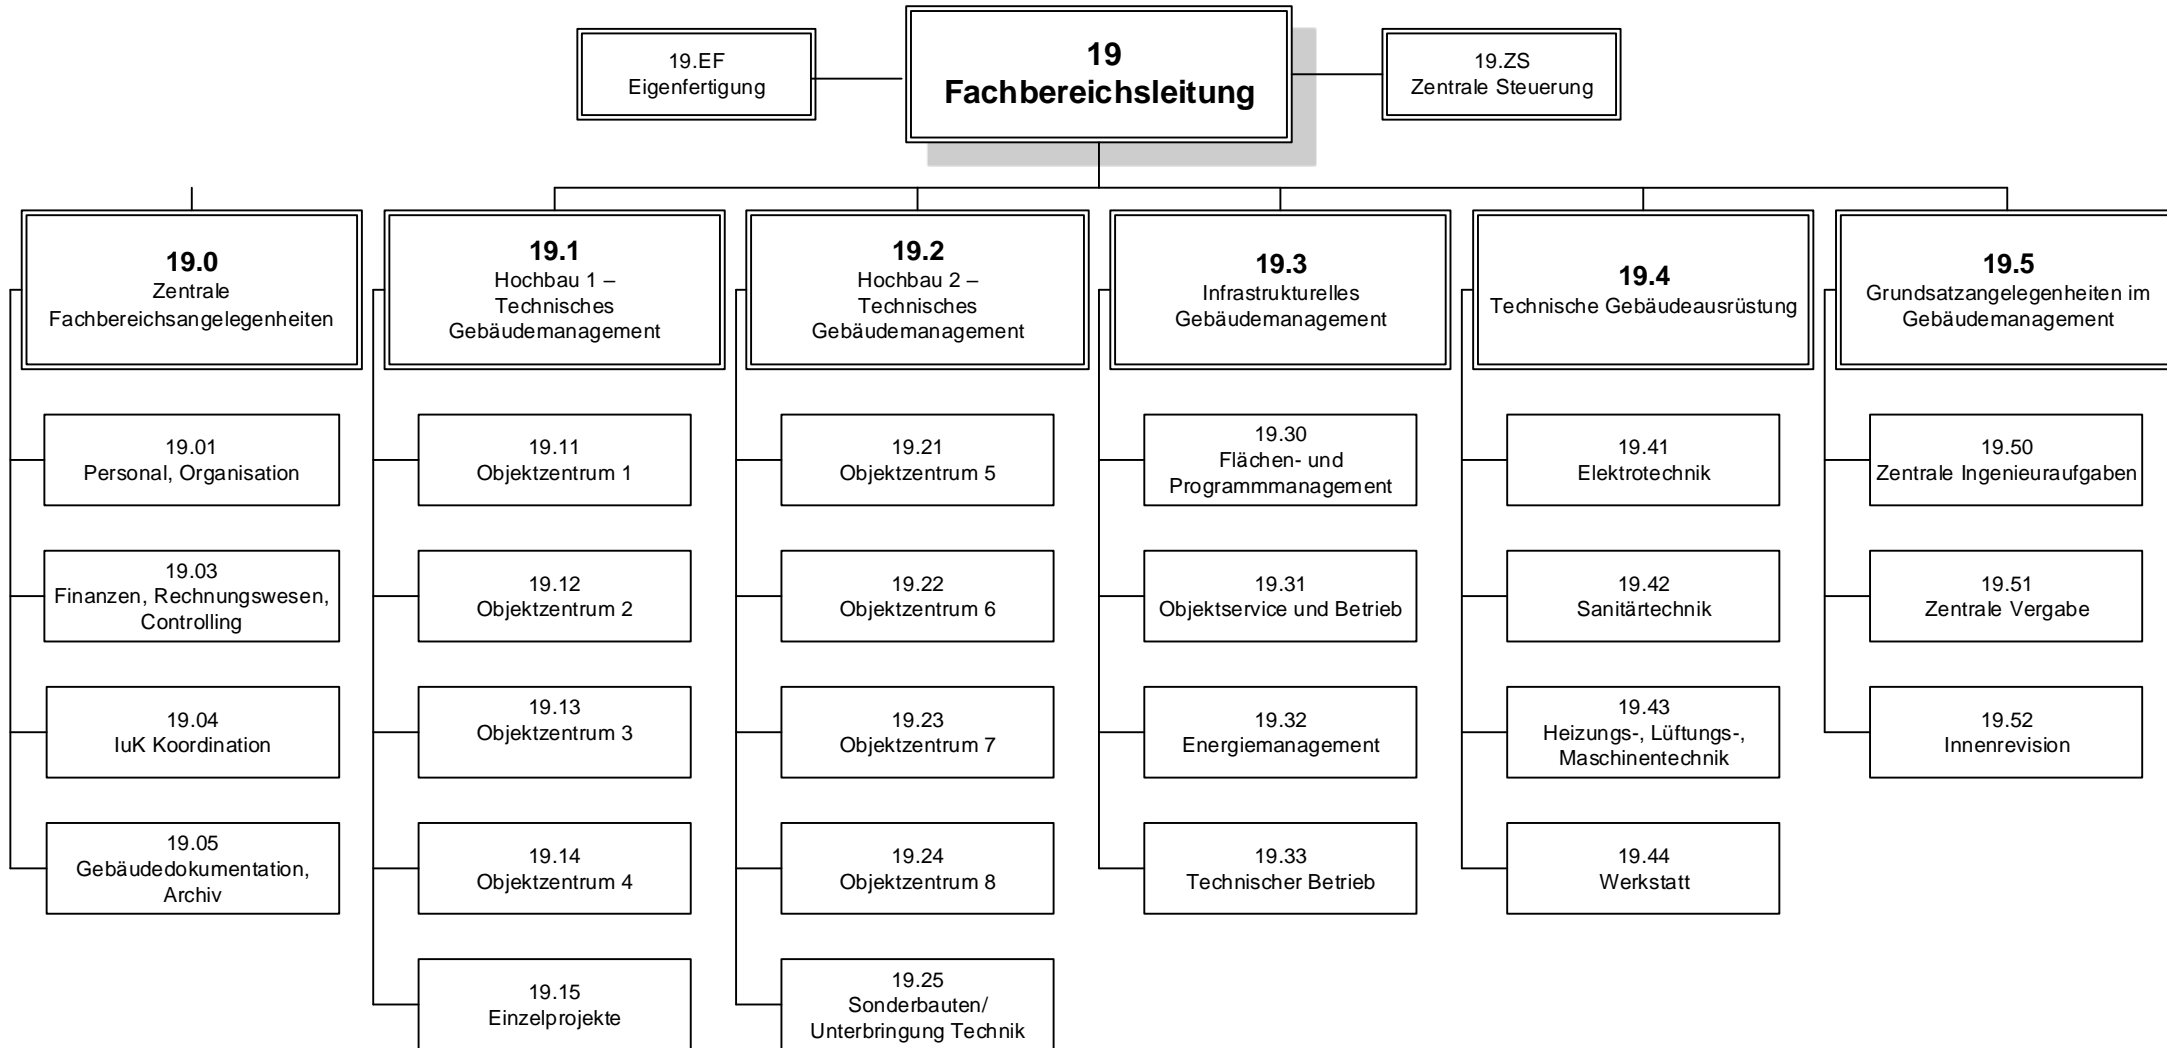 19.EF
Eigenfertigung
19
Fachbereichsleitung
19.ZS
Zentrale Steuerung
19.0
Zentrale
Fachbereichsangelegenheiten
19.1
Hochbau 1 –
Technisches
Gebäudemanagement
19.2
Hochbau 2 –
Technisches
Gebäudemanagement
19.3
Infrastrukturelles
Gebäudemanagement
19.4
Technische Gebäudeausrüstung
19.5
Grundsatzangelegenheiten im
Gebäudemanagement
19.01
Personal, Organisation
19.11
Objektzentrum 1
19.21
Objektzentrum 5
19.30
Flächen- und
Programmmanagement
19.41
Elektrotechnik
19.50
Zentrale Ingenieuraufgaben
19.03
Finanzen, Rechnungswesen,
Controlling
19.12
Objektzentrum 2
19.22
Objektzentrum 6
19.31
Objektservice und Betrieb
19.42
Sanitärtechnik
19.51
Zentrale Vergabe
19.04
IuK Koordination
19.13
Objektzentrum 3
19.23
Objektzentrum 7
19.32
Energiemanagement
19.43
Heizungs-, Lüftungs-,
Maschinentechnik
19.52
Innenrevision
19.05
Gebäudedokumentation,
Archiv
19.14
Objektzentrum 4
19.24
Objektzentrum 8
19.33
Technischer Betrieb
19.44
Werkstatt
19.15
Einzelprojekte
19.25
Sonderbauten/
Unterbringung Technik